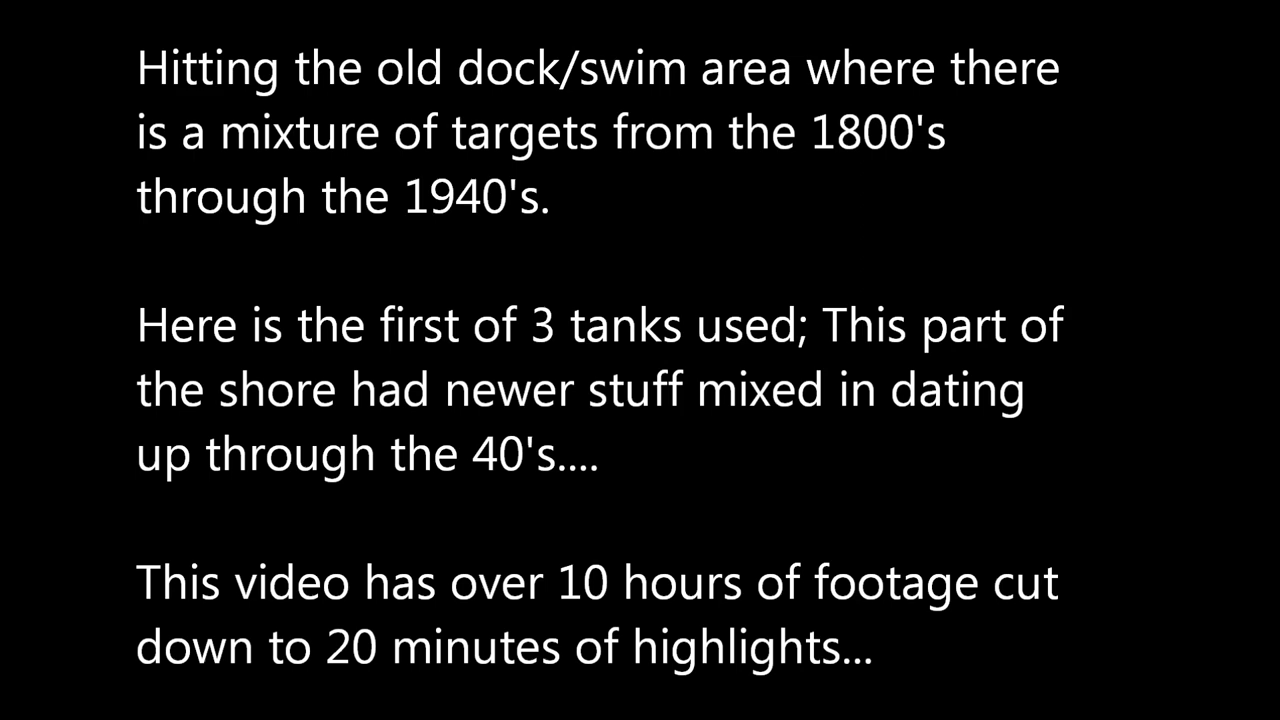 Hitting the old dock/swim area where there
is a mixture of targets from the 1800's
through the 1940's.
Here is the first of 3 tanks used; This part of
the shore had newer stuff mixed in dating
up through the 40's....
This video has over 10 hours of footage cut
down to 20 minutes of highlights...